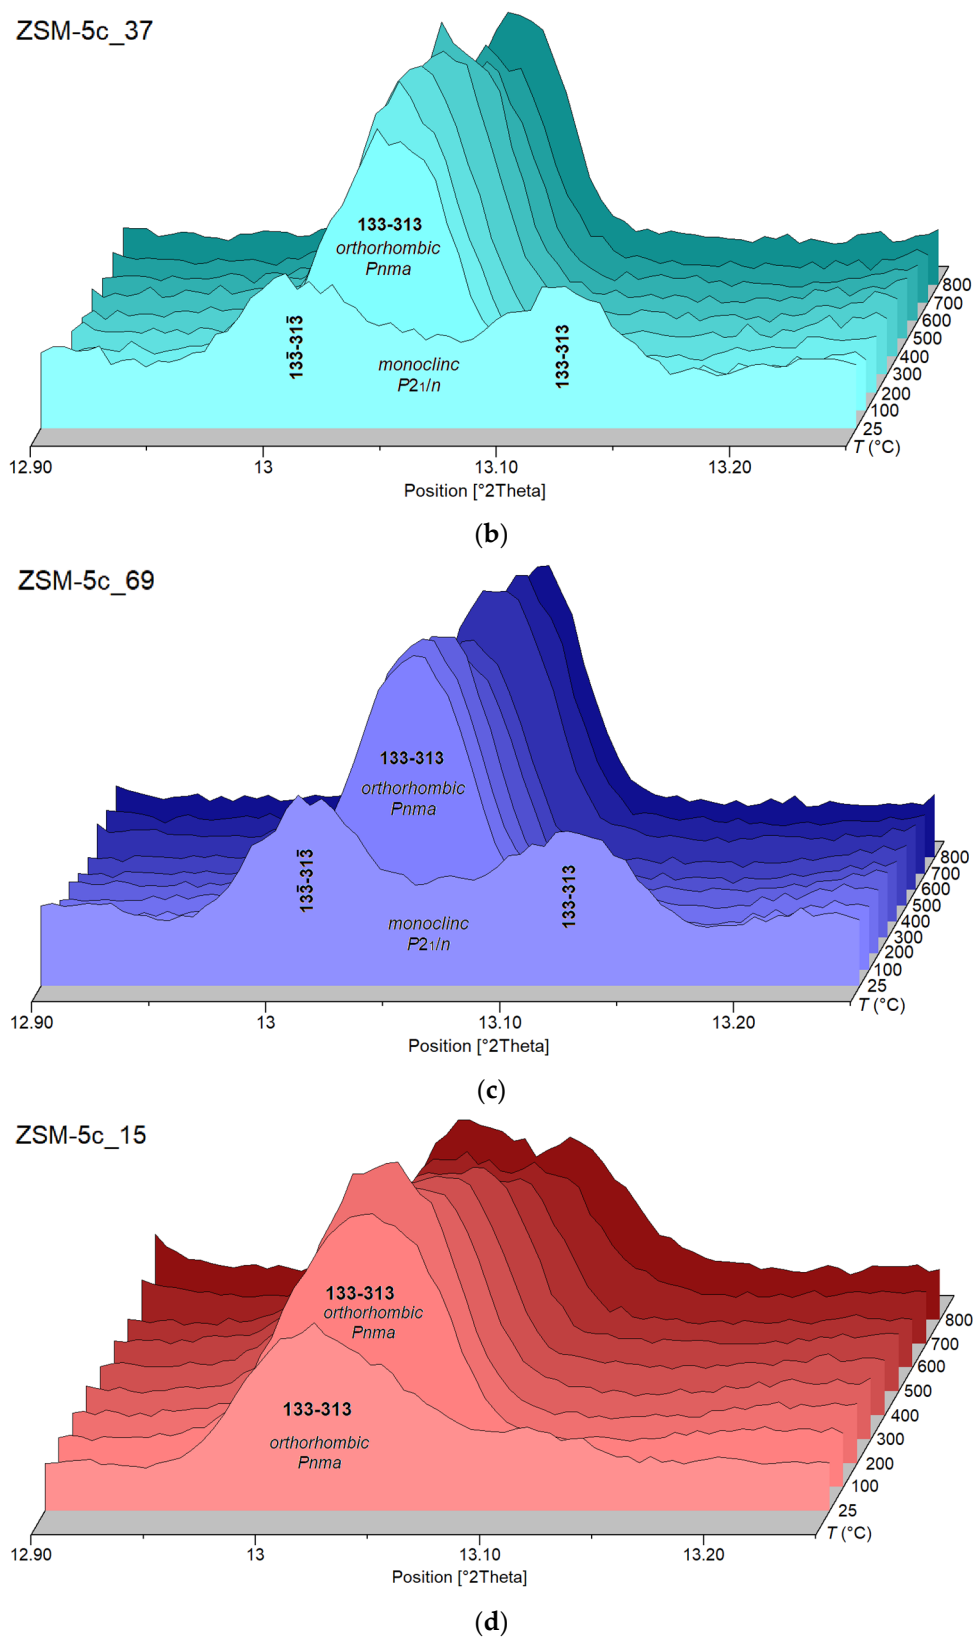 ZSM-5c_37
133-313
orthorhombic
Pnma
133̅-313̅
monoclinc
P2₁/n
133-313
800
700
600
500
400
300
200
100
25
T (°C)
12.90 13 13.10 13.20
Position [°2Theta]
(b)
ZSM-5c_69
133-313
orthorhombic
Pnma
133̅-313̅
monoclinc
P2₁/n
133-313
800
700
600
500
400
300
200
100
25
T (°C)
12.90 13 13.10 13.20
Position [°2Theta]
(c)
ZSM-5c_15
133-313
orthorhombic
Pnma
133-313
orthorhombic
Pnma
800
700
600
500
400
300
200
100
25
T (°C)
12.90 13 13.10 13.20
Position [°2Theta]
(d)